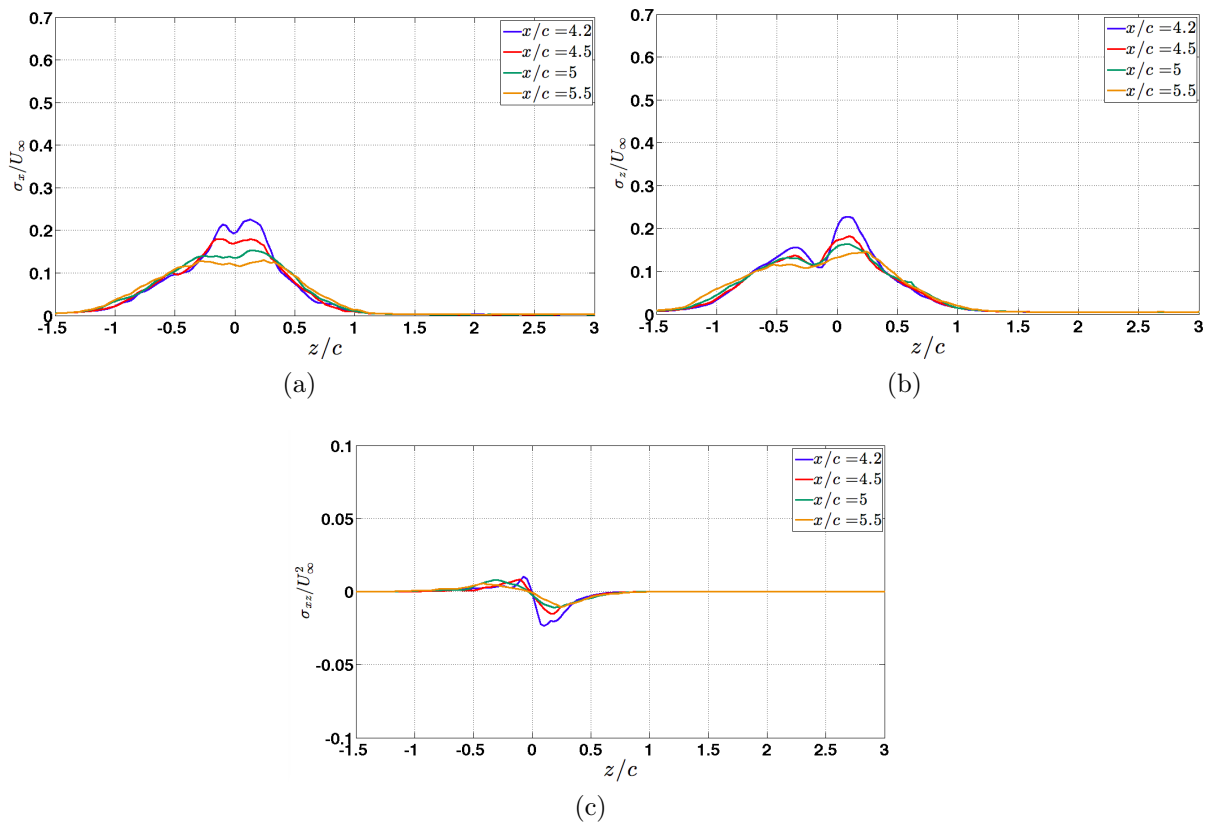 0.7
0.6
0.5
0.4
0.3
0.2
0.1
0
σx/U∞
x/c =4.2
x/c =4.5
x/c =5
x/c =5.5
-1.5 -1 -0.5 0 0.5 1 1.5 2 2.5 3
z/c
(a)
0.7
0.6
0.5
0.4
0.3
0.2
0.1
0
σz/U∞
x/c =4.2
x/c =4.5
x/c =5
x/c =5.5
-1.5 -1 -0.5 0 0.5 1 1.5 2 2.5 3
z/c
(b)
0.1
0.05
0
-0.05
-0.1
σxz/U²∞
x/c =4.2
x/c =4.5
x/c =5
x/c =5.5
-1.5 -1 -0.5 0 0.5 1 1.5 2 2.5 3
z/c
(c)